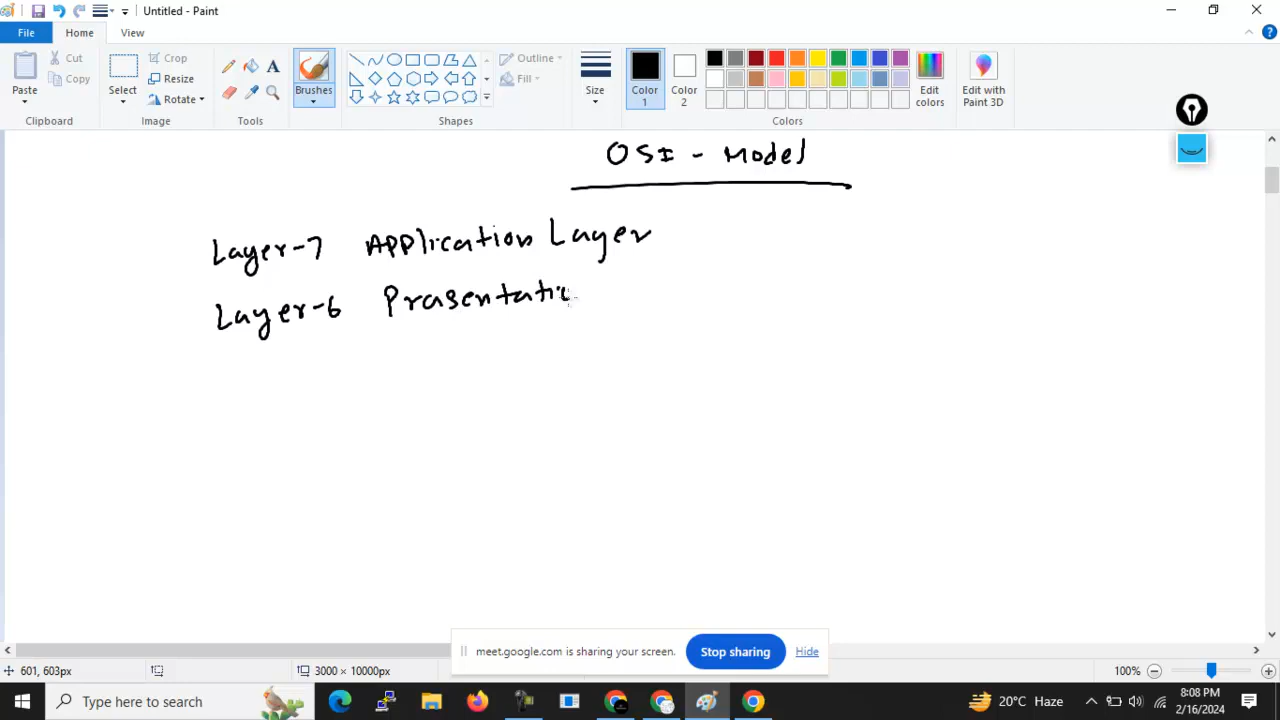 Untitled - Paint
File
Home
View
Paste
Cut
Copy
Clipboard
Select
Crop
Resize
Rotate
Image
A
Tools
Brushes
Outline
Fill
Shapes
Size
Color 1
Color 2
Edit colors
Colors
Edit with Paint 3D
OSI - Model
Layer-7 Application Layer
Layer-6 Prasentati
meet.google.com is sharing your screen.
Stop sharing
Hide
601, 603px
3000 × 10000px
100%
Type here to search
20°C Haze
8:08 PM
2/16/2024